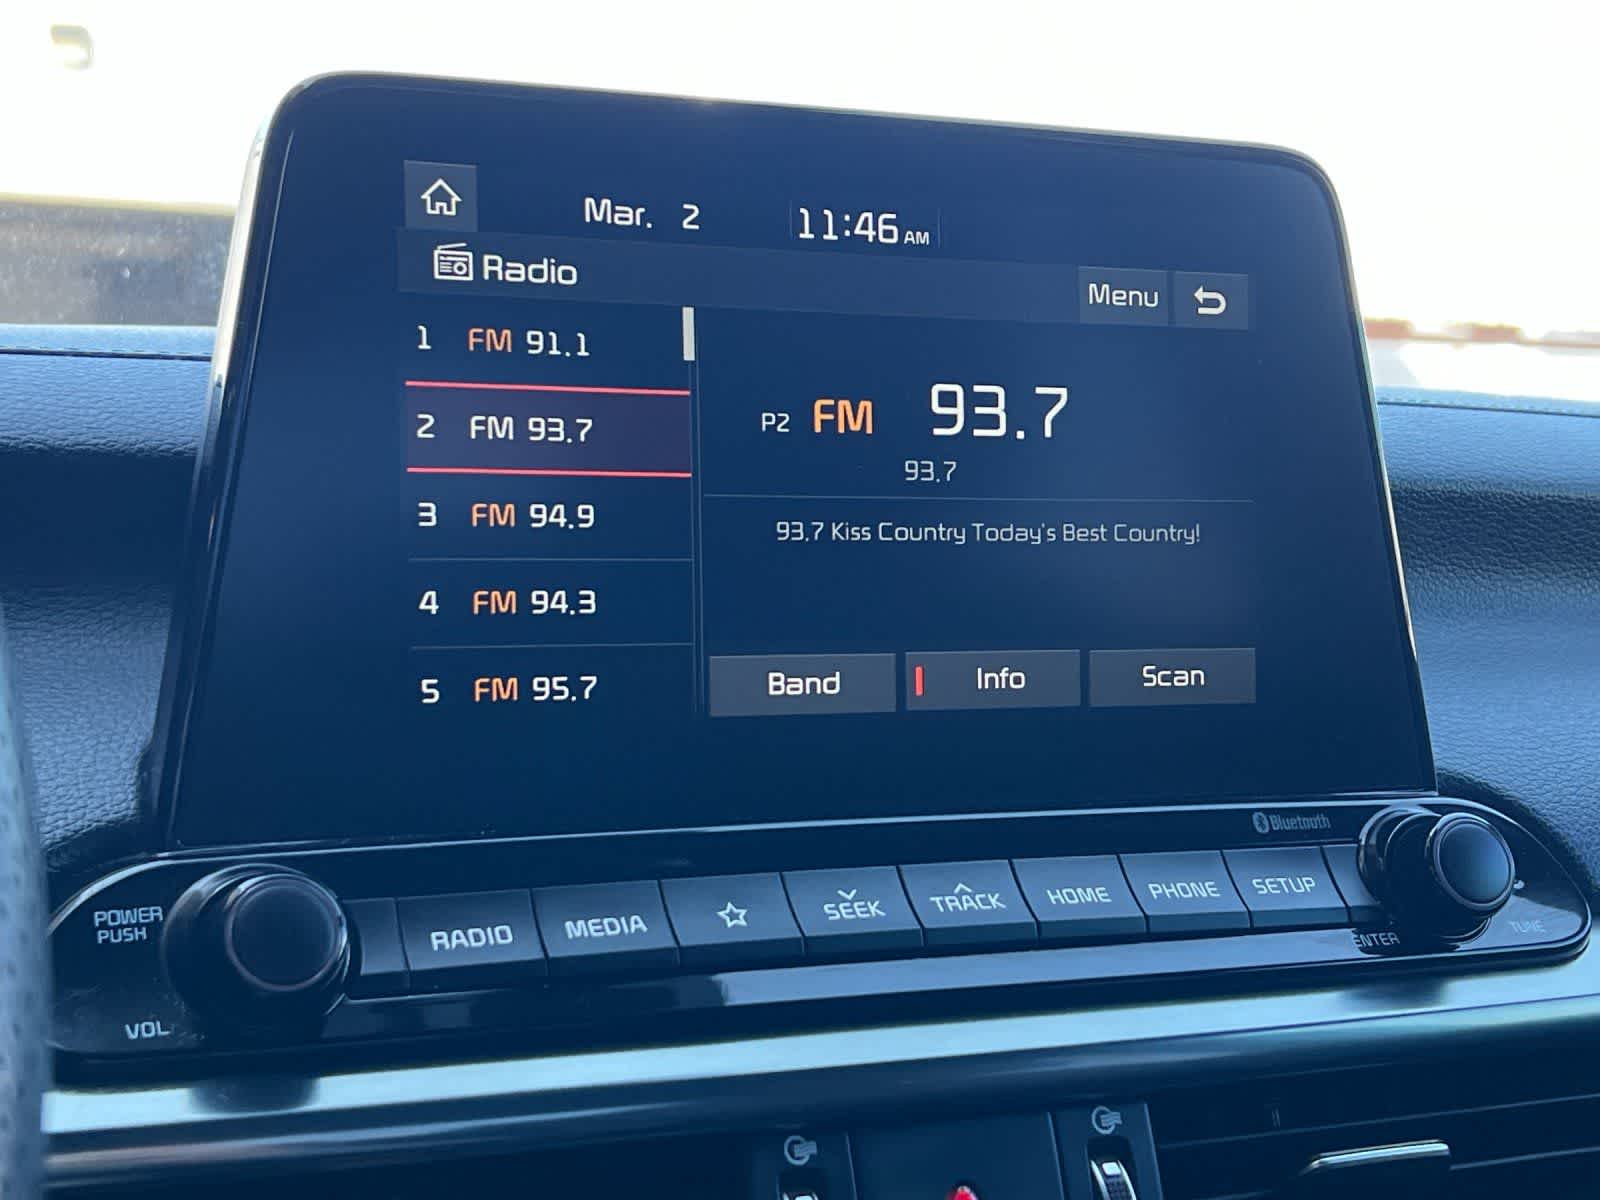 Mar. 2 11:46 AM
Radio
Menu
1 FM 91.1
2 FM 93.7
3 FM 94.9
4 FM 94.3
5 FM 95.7
P2 FM 93.7
93.7
93.7 Kiss Country Today's Best Country!
Band Info Scan
Bluetooth
POWER
PUSH
VOL
RADIO MEDIA SEEK TRACK HOME PHONE SETUP
ENTER
TUNE